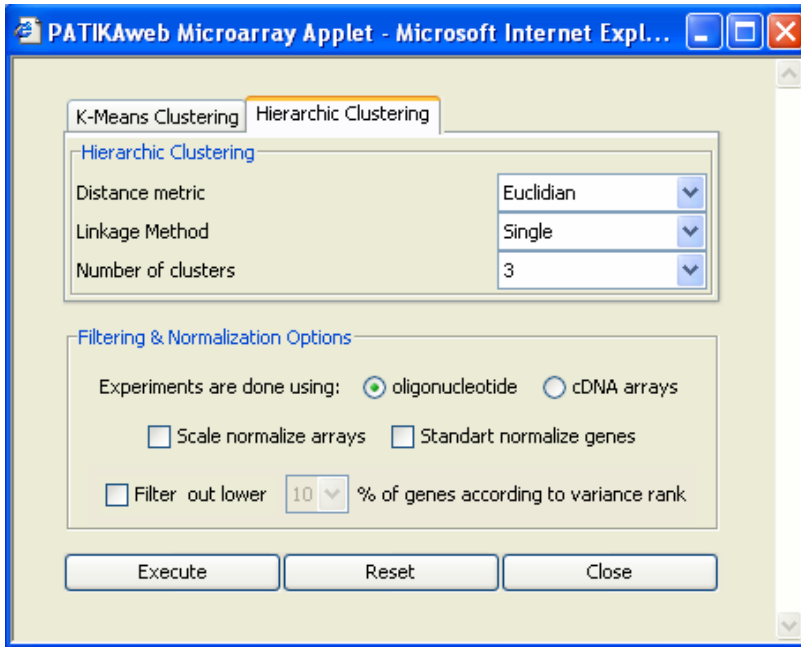 PATIKAweb Microarray Applet - Microsoft Internet Expl...
K-Means Clustering Hierarchic Clustering
Hierarchic Clustering
Distance metric Euclidian
Linkage Method Single
Number of clusters 3
Filtering & Normalization Options
Experiments are done using: oligonucleotide cDNA arrays
Scale normalize arrays Standart normalize genes
Filter out lower 10 % of genes according to variance rank
Execute Reset Close